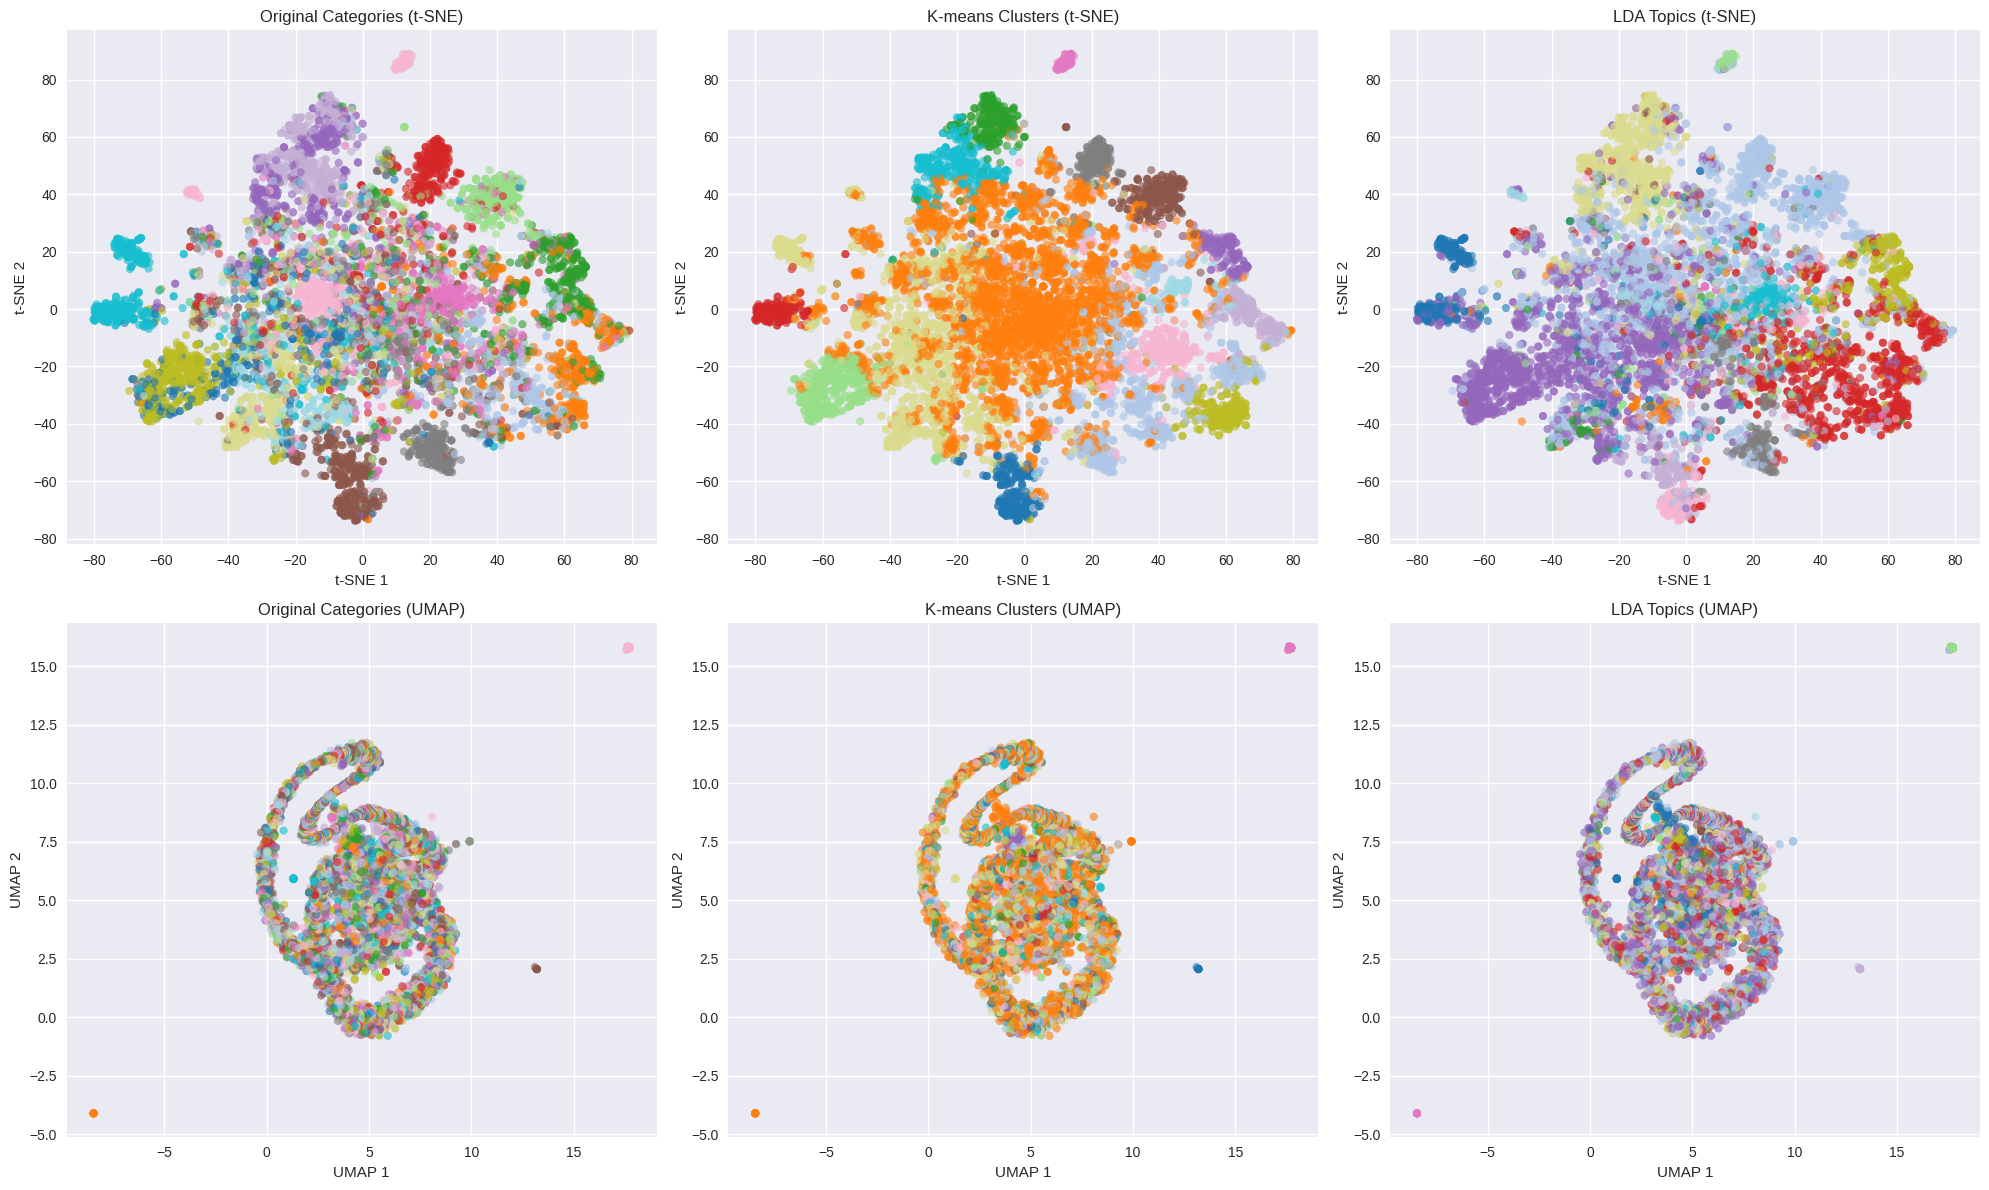 Original Categories (t-SNE)
K-means Clusters (t-SNE)
LDA Topics (t-SNE)
t-SNE 2
80
60
40
20
0
−20
−40
−60
−80
−80 −60 −40 −20 0 20 40 60 80
t-SNE 1
t-SNE 2
80
60
40
20
0
−20
−40
−60
−80
−80 −60 −40 −20 0 20 40 60 80
t-SNE 1
t-SNE 2
80
60
40
20
0
−20
−40
−60
−80
−80 −60 −40 −20 0 20 40 60 80
t-SNE 1
Original Categories (UMAP)
K-means Clusters (UMAP)
LDA Topics (UMAP)
UMAP 2
15.0
12.5
10.0
7.5
5.0
2.5
0.0
−2.5
−5.0
−5 0 5 10 15
UMAP 1
UMAP 2
15.0
12.5
10.0
7.5
5.0
2.5
0.0
−2.5
−5.0
−5 0 5 10 15
UMAP 1
UMAP 2
15.0
12.5
10.0
7.5
5.0
2.5
0.0
−2.5
−5.0
−5 0 5 10 15
UMAP 1